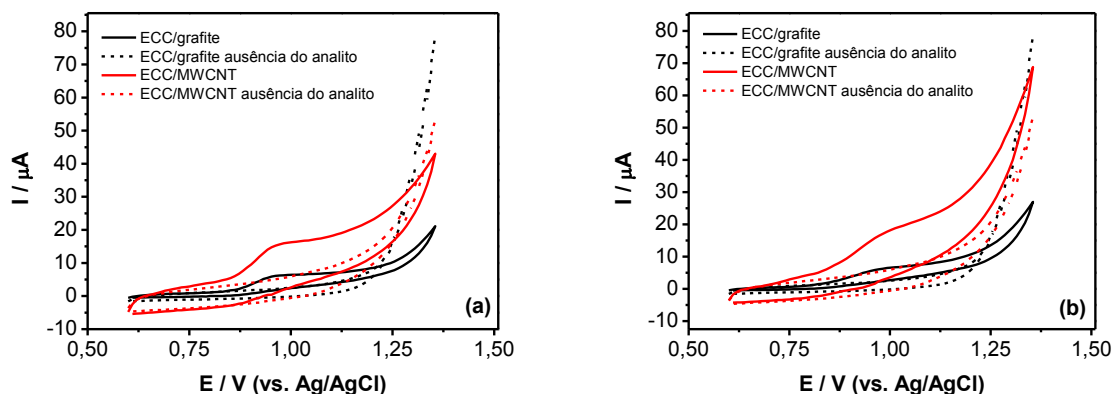 80
70
60
50
40
30
20
10
0
-10
I / µA
ECC/grafite
ECC/grafite ausência do analito
ECC/MWCNT
ECC/MWCNT ausência do analito
(a)
0,50 0,75 1,00 1,25 1,50
E / V (vs. Ag/AgCl)
80
70
60
50
40
30
20
10
0
-10
I / µA
ECC/grafite
ECC/grafite ausência do analito
ECC/MWCNT
ECC/MWCNT ausência do analito
(b)
0,50 0,75 1,00 1,25 1,50
E / V (vs. Ag/AgCl)